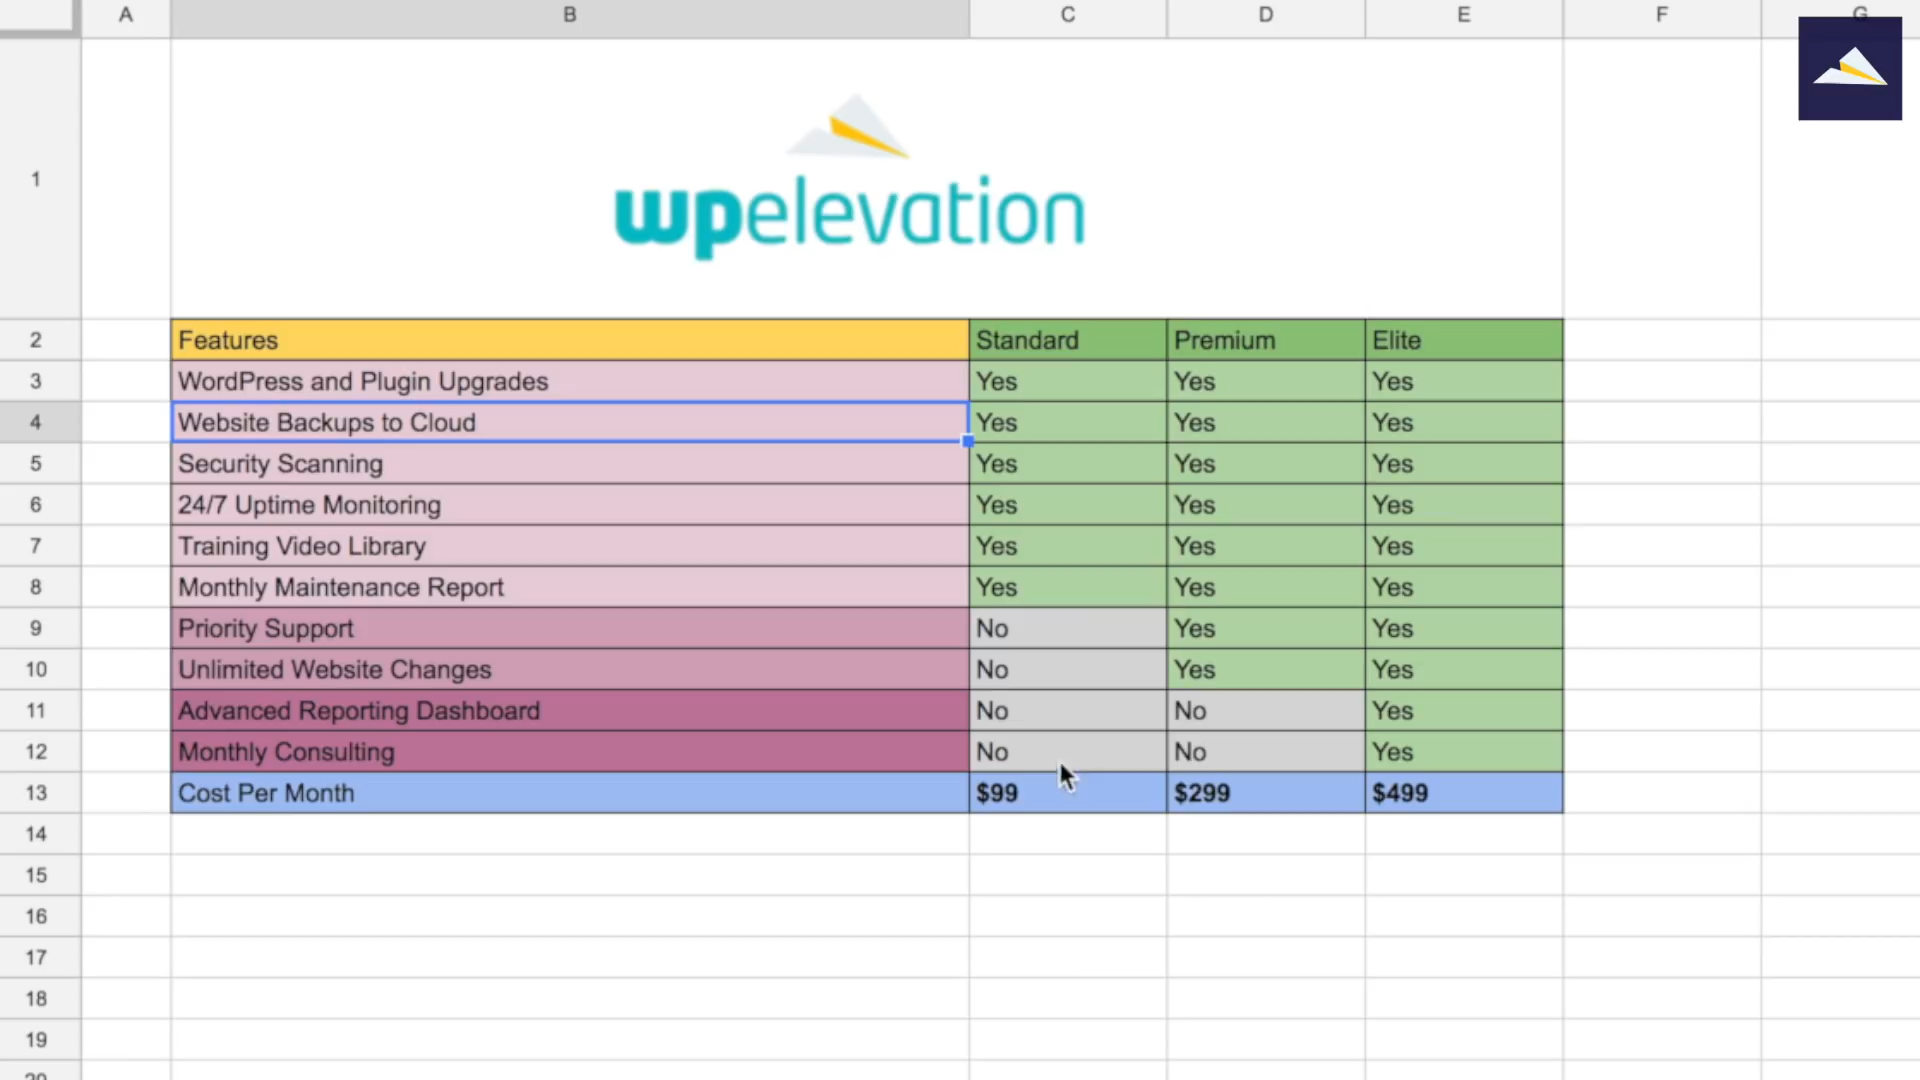 A B C D E F G
1
wpelevation
2 Features Standard Premium Elite
3 WordPress and Plugin Upgrades Yes Yes Yes
4 Website Backups to Cloud Yes Yes Yes
5 Security Scanning Yes Yes Yes
6 24/7 Uptime Monitoring Yes Yes Yes
7 Training Video Library Yes Yes Yes
8 Monthly Maintenance Report Yes Yes Yes
9 Priority Support No Yes Yes
10 Unlimited Website Changes No Yes Yes
11 Advanced Reporting Dashboard No No Yes
12 Monthly Consulting No No Yes
13 Cost Per Month $99 $299 $499
14
15
16
17
18
19
20